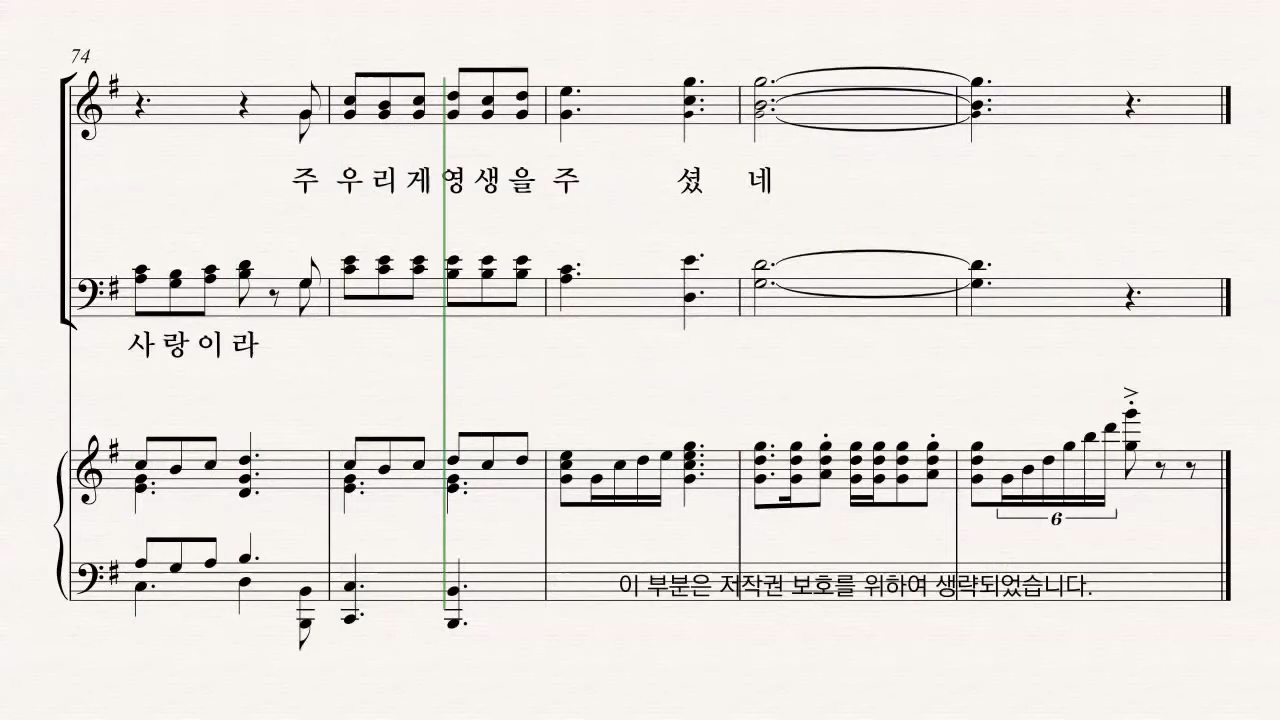 74
주 우 리 게 영 생 을 주 셨 네
사 랑 이 라
6
이 부분은 저작권 보호를 위하여 생략되었습니다.